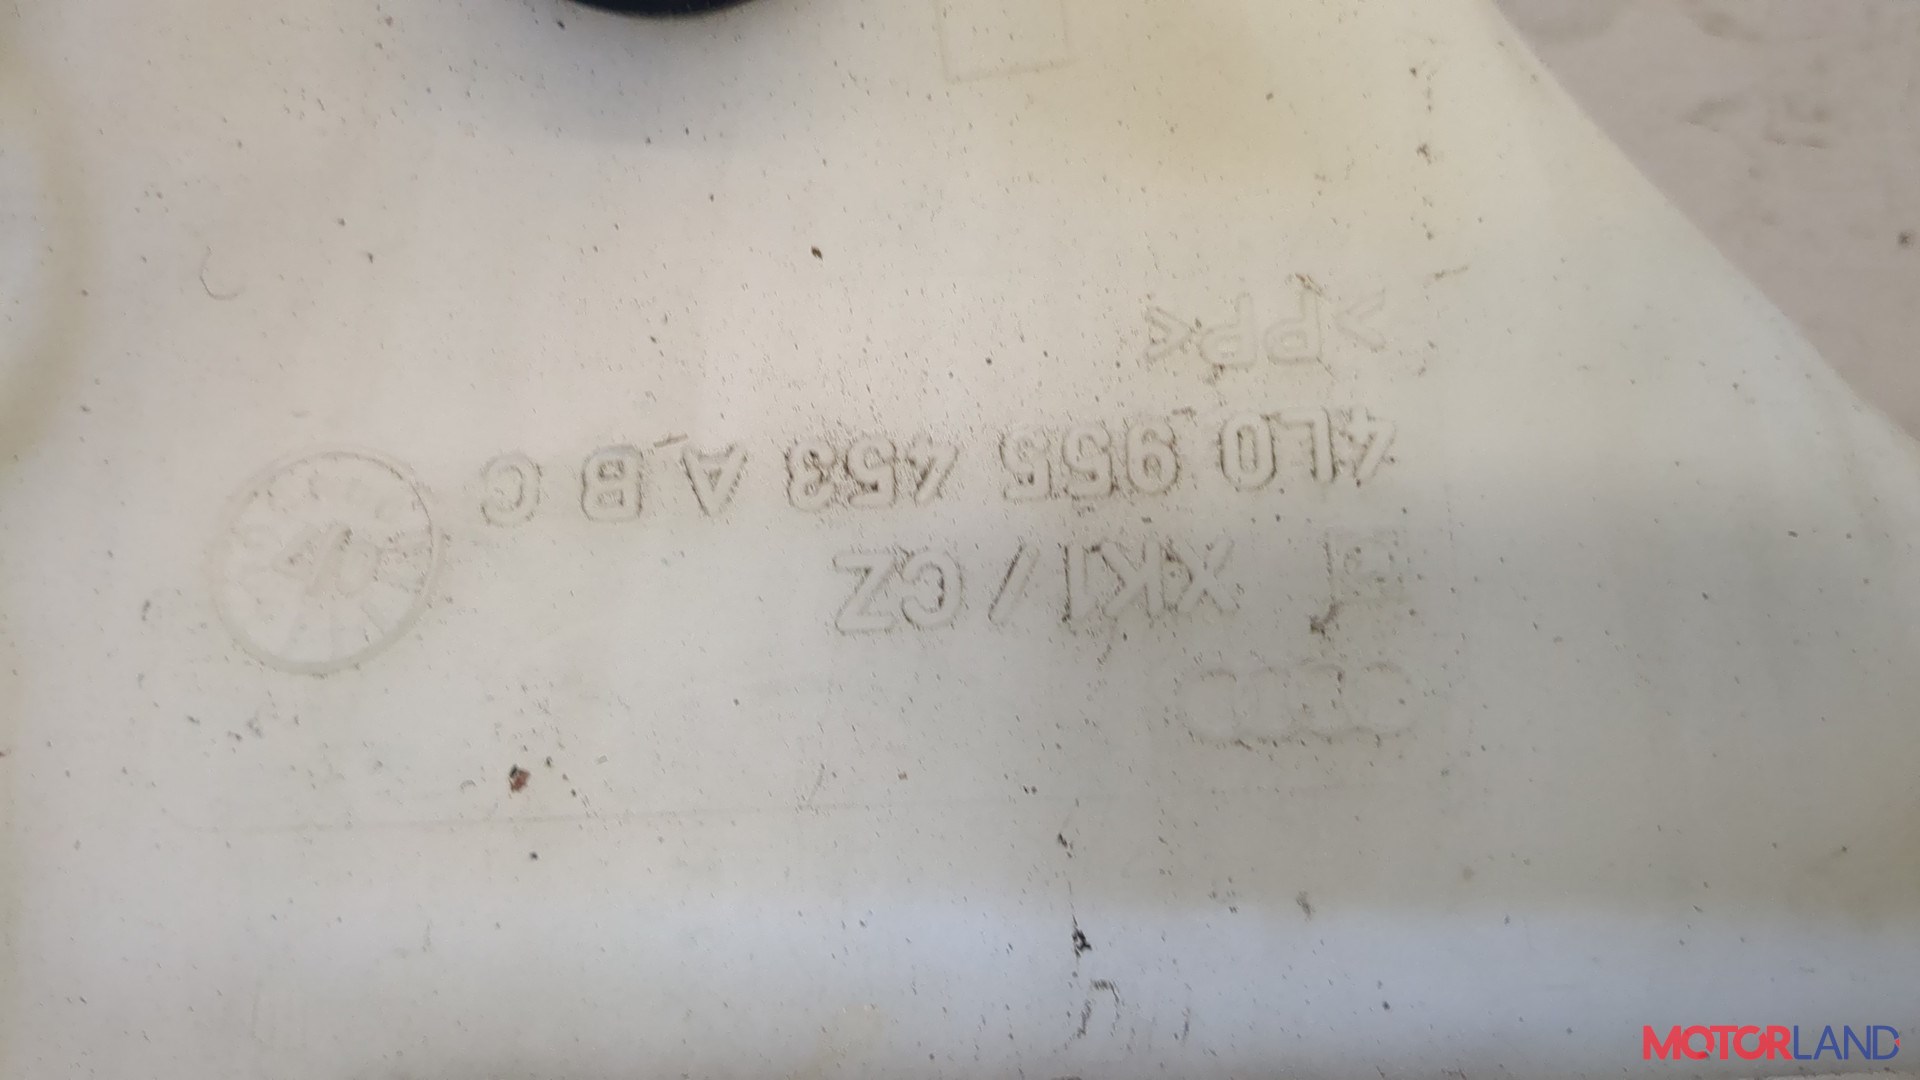 >PP<
4L0 955 453 A B C
XK1/CZ
MOTORLAND